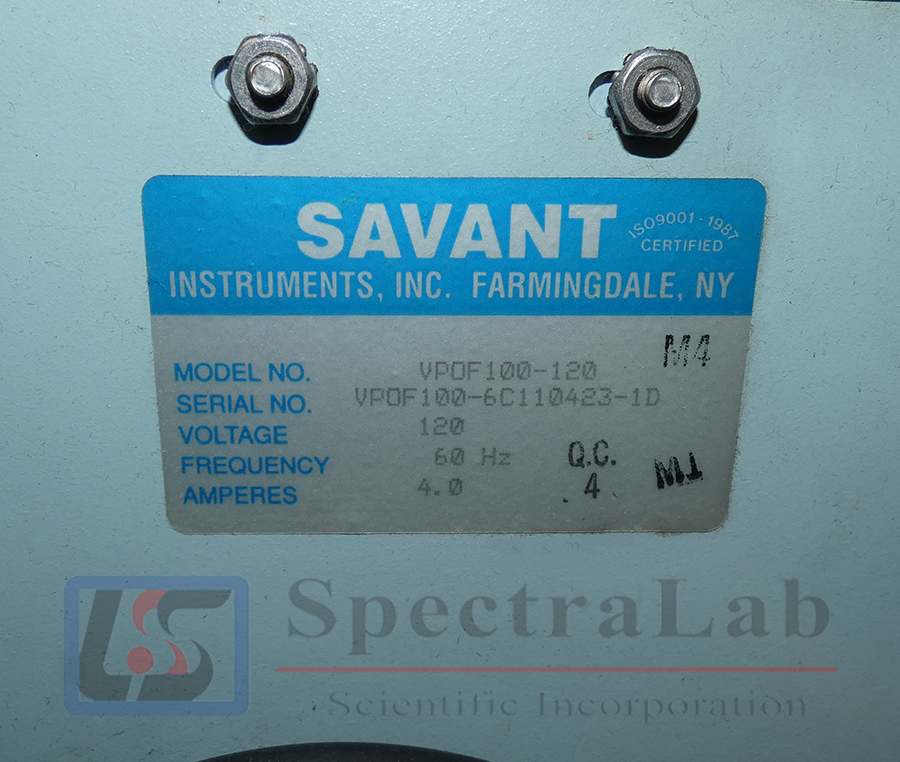 SAVANT
ISO9001-1987
CERTIFIED
INSTRUMENTS, INC. FARMINGDALE, NY
M4
MODEL NO. VPOF100-120
SERIAL NO. VPOF100-6C110423-1D
VOLTAGE 120
FREQUENCY 60 Hz Q.C.
AMPERES 4.0 4
SpectraLab
Scientific Incorporation